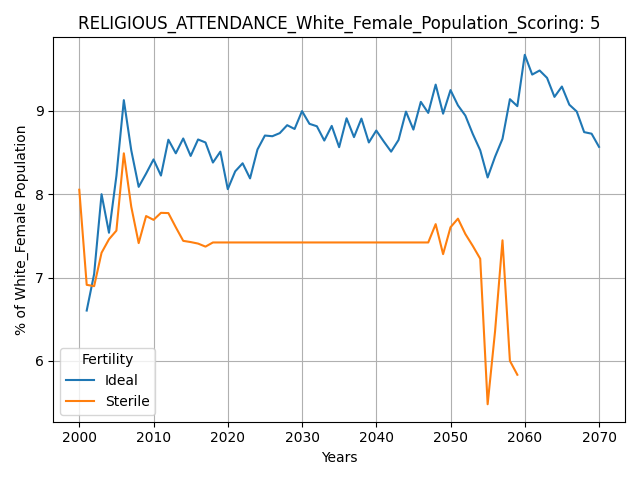 RELIGIOUS_ATTENDANCE_White_Female_Population_Scoring: 5
% of White_Female Population
9
8
7
6
Fertility
Ideal
Sterile
2000 2010 2020 2030 2040 2050 2060 2070
Years